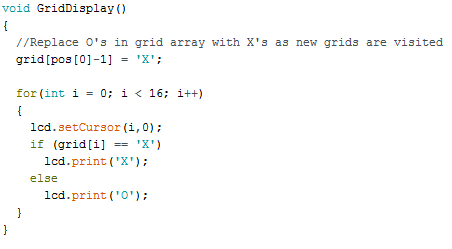 void GridDisplay()
{
  //Replace O's in grid array with X's as new grids are visited
  grid[pos[0]-1] = 'X';

  for(int i = 0; i < 16; i++)
  {
    lcd.setCursor(i,0);
    if (grid[i] == 'X')
      lcd.print('X');
    else
      lcd.print('O');
  }
}